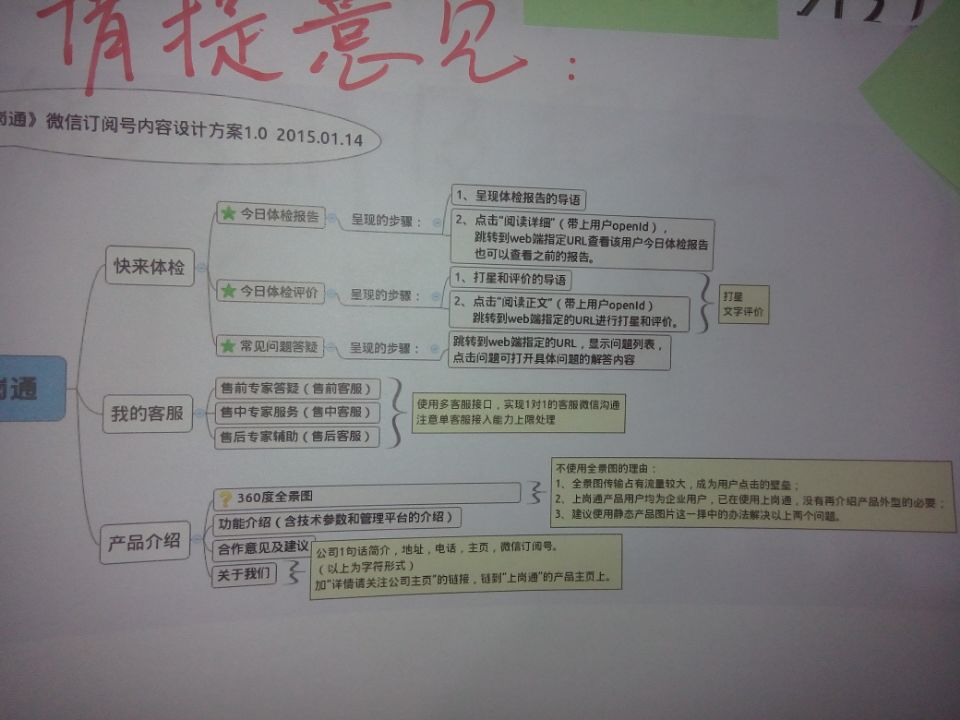 请提意见：
岗通》微信订阅号内容设计方案1.0 2015.01.14
岗通
快来体检
今日体检报告
呈现的步骤：
1、呈现体检报告的导语
2、点击“阅读详细”（带上用户openId），
跳转到web端指定URL查看该用户今日体检报告
也可以查看之前的报告。
今日体检评价
呈现的步骤：
1、打星和评价的导语
2、点击“阅读正文”（带上用户openId）
跳转到web端指定的URL进行打星和评价。
打星
文字评价
常见问题答疑
呈现的步骤：
跳转到web端指定的URL，显示问题列表，
点击问题可打开具体问题的解答内容
我的客服
售前专家答疑（售前客服）
售中专家服务（售中客服）
售后专家辅助（售后客服）
使用多客服接口，实现1对1的客服微信沟通
注意单客服接入能力上限处理
产品介绍
360度全景图
不使用全景图的理由：
1、全景图传输占有流量较大，成为用户点击的壁垒；
2、上岗通产品用户均为企业用户，已在使用上岗通，没有再介绍产品外型的必要；
3、建议使用静态产品图片这一择中的办法解决以上两个问题。
功能介绍（含技术参数和管理平台的介绍）
合作意见及建议
关于我们
公司1句话简介，地址，电话，主页，微信订阅号。
（以上为字符形式）
加“详情请关注公司主页”的链接，链到“上岗通”的产品主页上。